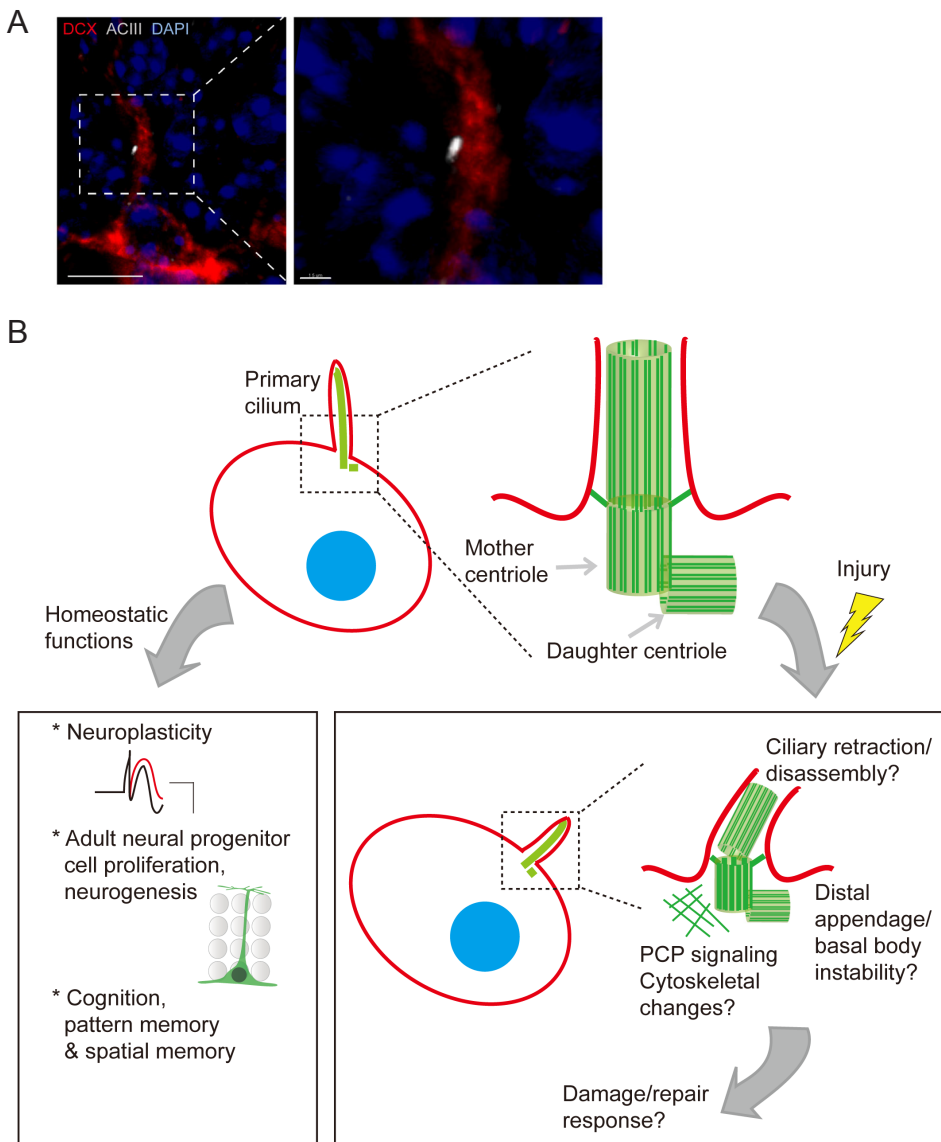 A
DCX ACIII DAPI
B
Primary
cilium
Mother
centriole
Daughter centriole
Injury
Homeostatic
functions
* Neuroplasticity
* Adult neural progenitor
cell proliferation,
neurogenesis
* Cognition,
pattern memory
& spatial memory
Ciliary retraction/
disassembly?
Distal
appendage/
basal body
instability?
PCP signaling
Cytoskeletal
changes?
Damage/repair
response?